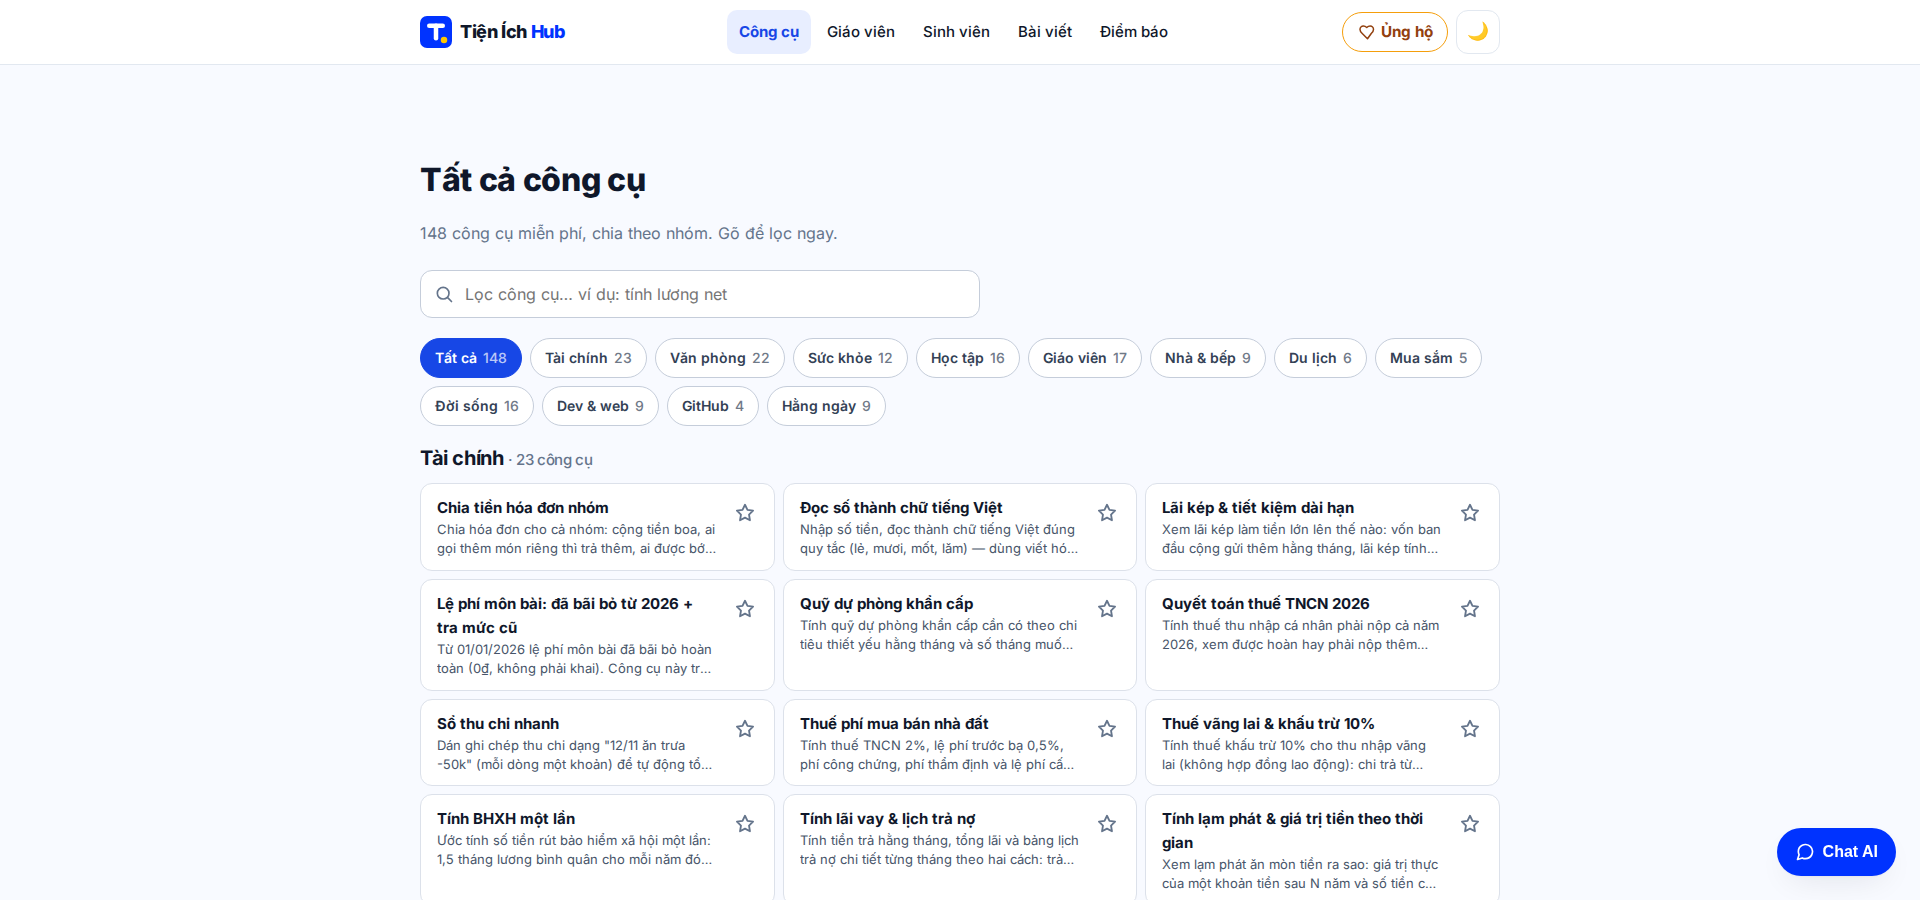 Tiện Ích Hub
Công cụ
Giáo viên
Sinh viên
Bài viết
Điểm báo
Ủng hộ
Tất cả công cụ
148 công cụ miễn phí, chia theo nhóm. Gõ để lọc ngay.
Lọc công cụ... ví dụ: tính lương net
Tất cả 148
Tài chính 23
Văn phòng 22
Sức khỏe 12
Học tập 16
Giáo viên 17
Nhà & bếp 9
Du lịch 6
Mua sắm 5
Đời sống 16
Dev & web 9
GitHub 4
Hằng ngày 9
Tài chính · 23 công cụ
Chia tiền hóa đơn nhóm
Chia hóa đơn cho cả nhóm: cộng tiền boa, ai
gọi thêm món riêng thì trả thêm, ai được bớ...
Đọc số thành chữ tiếng Việt
Nhập số tiền, đọc thành chữ tiếng Việt đúng
quy tắc (lẻ, mươi, mốt, lăm) — dùng viết hó...
Lãi kép & tiết kiệm dài hạn
Xem lãi kép làm tiền lớn lên thế nào: vốn ban
đầu cộng gửi thêm hằng tháng, lãi kép tính...
Lệ phí môn bài: đã bãi bỏ từ 2026 +
tra mức cũ
Từ 01/01/2026 lệ phí môn bài đã bãi bỏ hoàn
toàn (0₫, không phải khai). Công cụ này tr...
Quỹ dự phòng khẩn cấp
Tính quỹ dự phòng khẩn cấp cần có theo chi
tiêu thiết yếu hằng tháng và số tháng muố...
Quyết toán thuế TNCN 2026
Tính thuế thu nhập cá nhân phải nộp cả năm
2026, xem được hoàn hay phải nộp thêm...
Sổ thu chi nhanh
Dán ghi chép thu chi dạng "12/11 ăn trưa
-50k" (mỗi dòng một khoản) để tự động tổ...
Thuế phí mua bán nhà đất
Tính thuế TNCN 2%, lệ phí trước bạ 0,5%,
phí công chứng, phí thẩm định và lệ phí cấ...
Thuế vãng lai & khấu trừ 10%
Tính thuế khấu trừ 10% cho thu nhập vãng
lai (không hợp đồng lao động): chi trả từ...
Tính BHXH một lần
Ước tính số tiền rút bảo hiểm xã hội một lần:
1,5 tháng lương bình quân cho mỗi năm đó...
Tính lãi vay & lịch trả nợ
Tính tiền trả hằng tháng, tổng lãi và bảng lịch
trả nợ chi tiết từng tháng theo hai cách: trả...
Tính lạm phát & giá trị tiền theo thời
gian
Xem lạm phát ăn mòn tiền ra sao: giá trị thực
của một khoản tiền sau N năm và số tiền c...
Chat AI